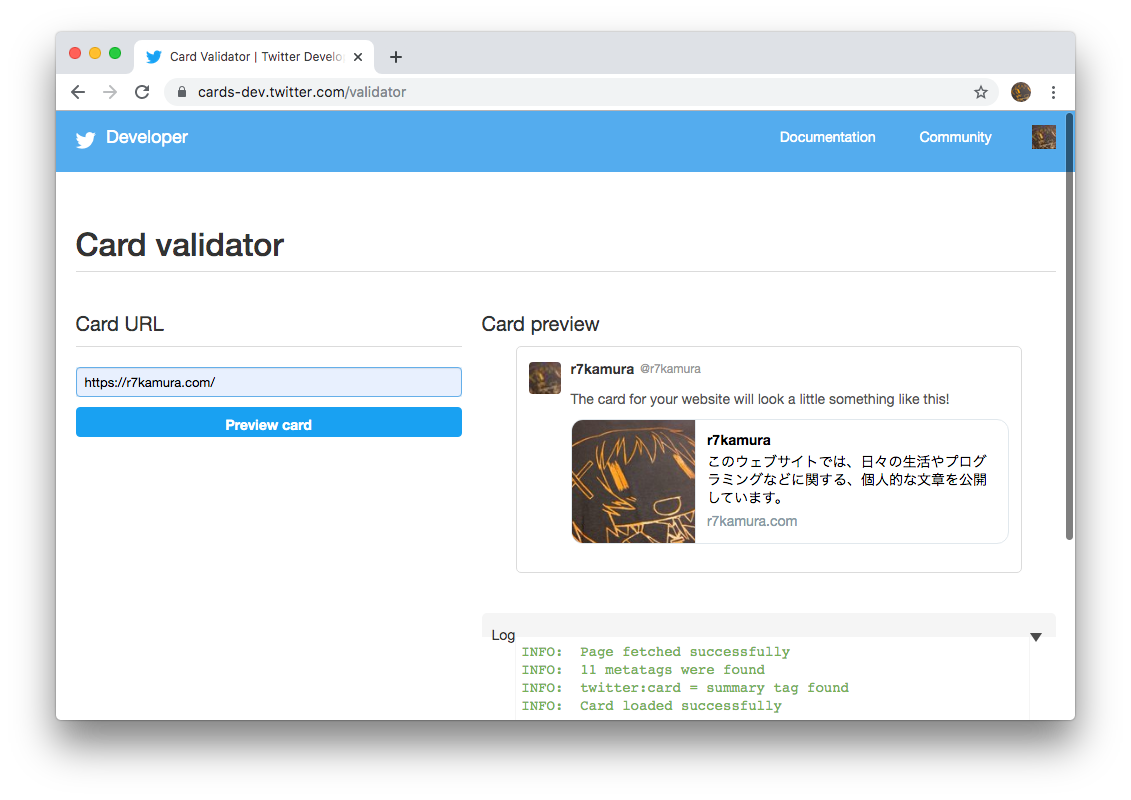 Card Validator | Twitter Develo
cards-dev.twitter.com/validator
Developer
Documentation
Community
Card validator
Card URL
https://r7kamura.com/
Preview card
Card preview
r7kamura @r7kamura
The card for your website will look a little something like this!
r7kamura
このウェブサイトでは、日々の生活やプログ
ラミングなどに関する、個人的な文章を公開
しています。
r7kamura.com
Log
INFO:  Page fetched successfully
INFO:  11 metatags were found
INFO:  twitter:card = summary tag found
INFO:  Card loaded successfully